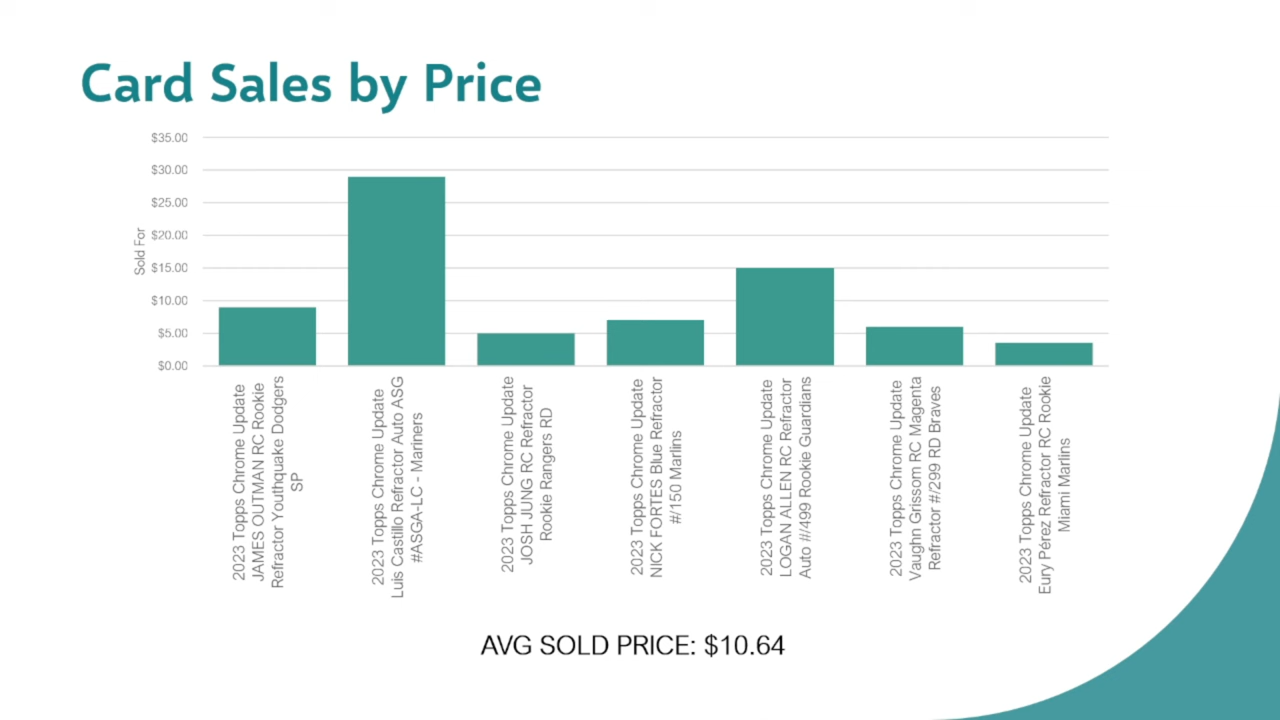 Card Sales by Price
$35.00
$30.00
$25.00
$20.00
$15.00
$10.00
$5.00
$0.00
Sold For
2023 Topps Chrome Update
JAMES OUTMAN RC Rookie
Refractor Youthquake Dodgers
SP
2023 Topps Chrome Update
Luis Castillo Refractor Auto ASG
#ASGA-LC - Mariners
2023 Topps Chrome Update
JOSH JUNG RC Refractor
Rookie Rangers RD
2023 Topps Chrome Update
NICK FORTES Blue Refractor
#/150 Marlins
2023 Topps Chrome Update
LOGAN ALLEN RC Refractor
Auto #/499 Rookie Guardians
2023 Topps Chrome Update
Vaughn Grissom RC Magenta
Refractor #/299 RD Braves
2023 Topps Chrome Update
Eury Pérez Refractor RC Rookie
Miami Marlins
AVG SOLD PRICE: $10.64